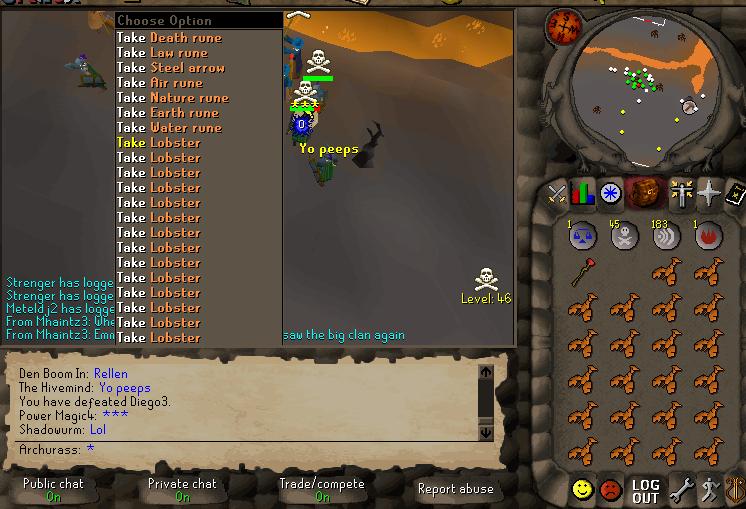 Choose Option
Take Death rune
Take Law rune
Take Steel arrow
Take Air rune
Take Nature rune
Take Earth rune
Take Water rune
Take Lobster
Take Lobster
Take Lobster
Take Lobster
Take Lobster
Take Lobster
Take Lobster
Take Lobster
Take Lobster
Take Lobster
Take Lobster
Take Lobster
Take Lobster
Take Lobster
0
Yo peeps
Level: 46
Strenger has logge
Strenger has logge
Meteld j2 has logge
From Mhaintz3: Whe
From Mhaintz3: Emm saw the big clan again
1 45 183 1
Den Boom In: Rellen
The Hivemind: Yo peeps
You have defeated Diego3.
Power Magic4: ***
Shadowurm: Lol
Archurass: *
Public chat
On
Private chat
On
Trade/compete
On
Report abuse
LOG
OUT